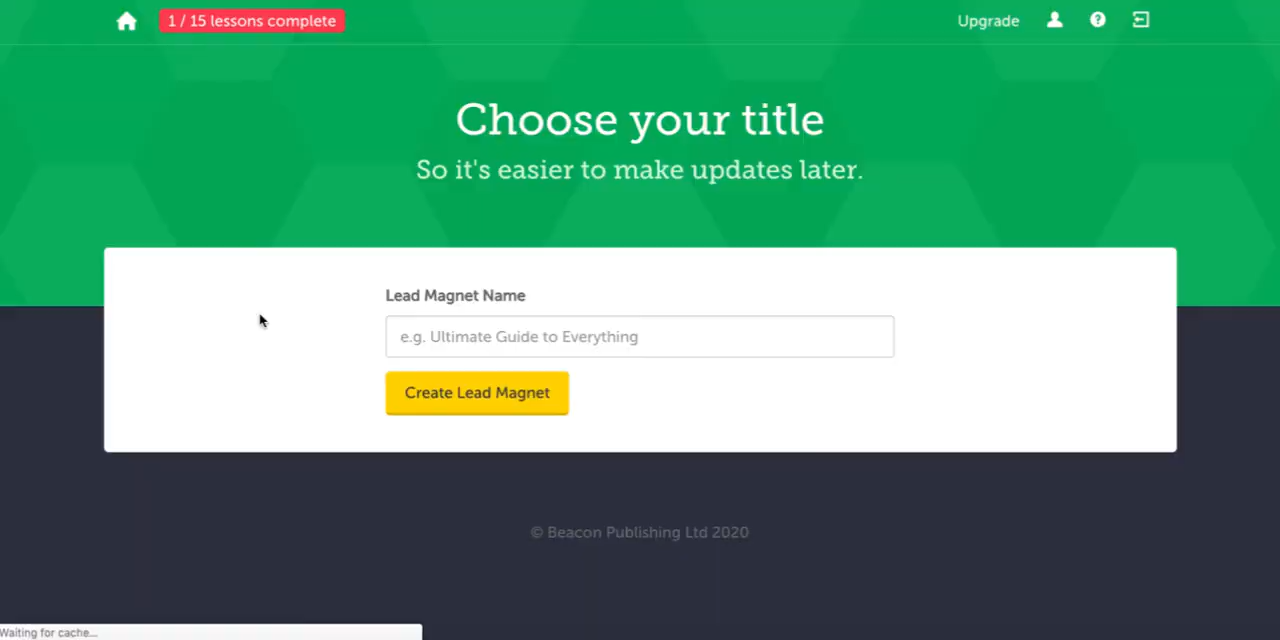 1 / 15 lessons complete
Upgrade
Choose your title
So it's easier to make updates later.
Lead Magnet Name
e.g. Ultimate Guide to Everything
Create Lead Magnet
© Beacon Publishing Ltd 2020
Waiting for cache...